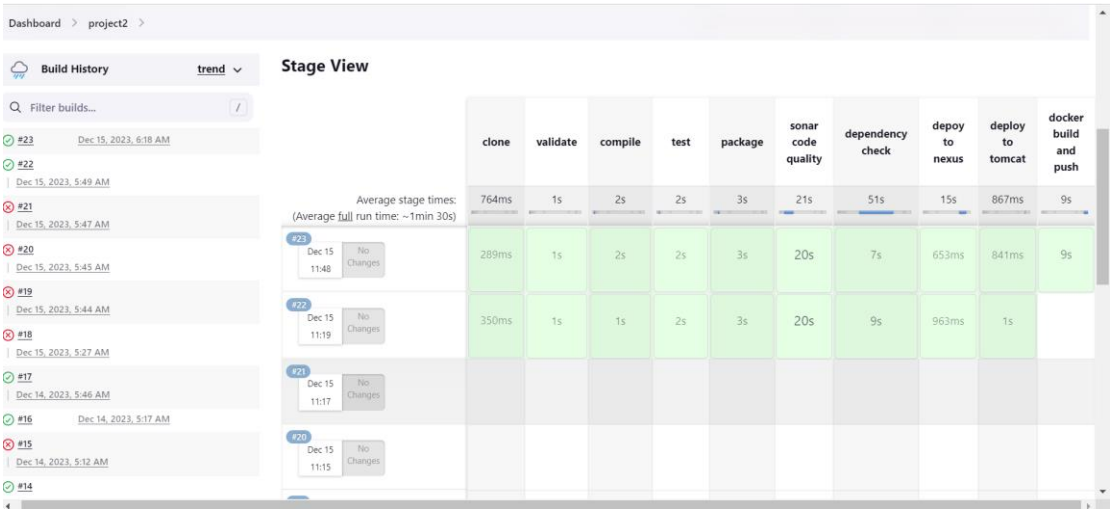 Dashboard > project2 >
Build History
trend
Filter builds...
/
#23 Dec 15, 2023, 6:18 AM
#22
Dec 15, 2023, 5:49 AM
#21
Dec 15, 2023, 5:47 AM
#20
Dec 15, 2023, 5:45 AM
#19
Dec 15, 2023, 5:44 AM
#18
Dec 15, 2023, 5:27 AM
#17
Dec 14, 2023, 5:46 AM
#16 Dec 14, 2023, 5:17 AM
#15
Dec 14, 2023, 5:12 AM
#14
Stage View
clone
validate
compile
test
package
sonar
code
quality
dependency
check
depoy
to
nexus
deploy
to
tomcat
docker
build
and
push
Average stage times:
(Average full run time: ~1min 30s)
764ms 1s 2s 2s 3s 21s 51s 15s 867ms 9s
#23
Dec 15
11:48
No
Changes
289ms 1s 2s 2s 3s 20s 7s 653ms 841ms 9s
#22
Dec 15
11:19
No
Changes
350ms 1s 1s 2s 3s 20s 9s 963ms 1s
#21
Dec 15
11:17
No
Changes
#20
Dec 15
11:15
No
Changes